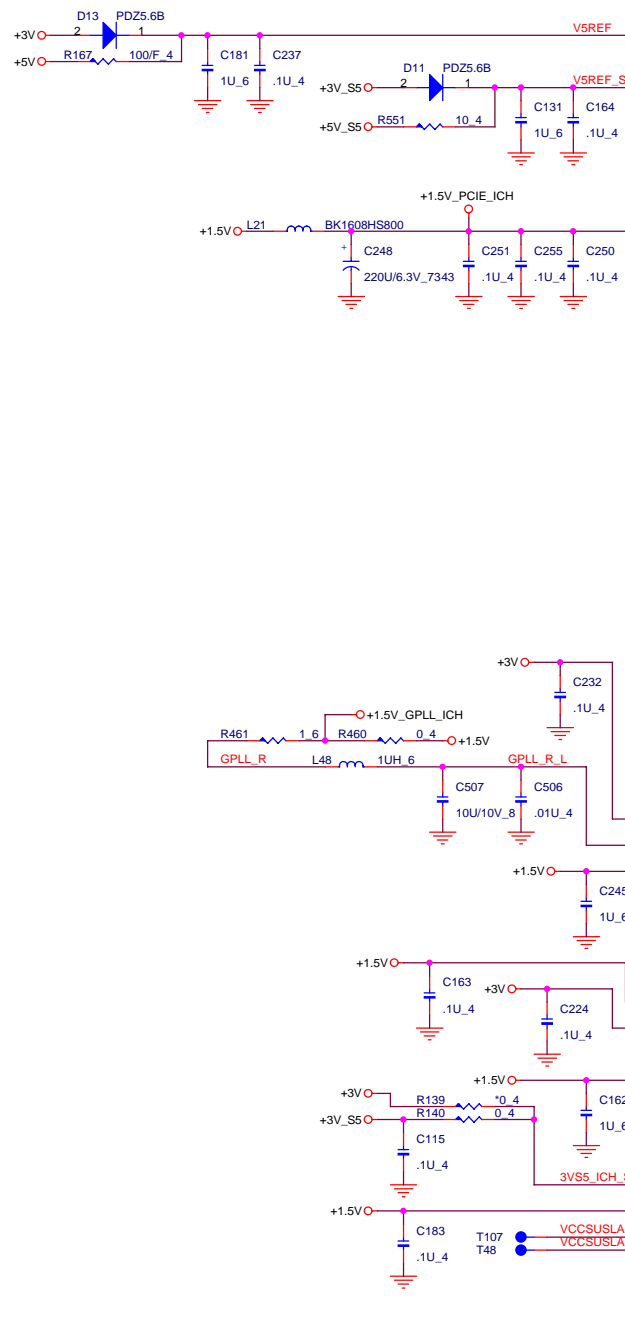 D13 PDZ5.6B
+3V 2 1 V5REF
+5V R167 100/F_4
C181 C237
1U_6 .1U_4
D11 PDZ5.6B
+3V_S5 2 1 V5REF_S
C131 C164
+5V_S5 R551 10_4
1U_6 .1U_4
+1.5V_PCIE_ICH
+1.5V L21 BK1608HS800
+ C248 C251 C255 C250
220U/6.3V_7343 .1U_4 .1U_4 .1U_4
+3V
C232
.1U_4
+1.5V_GPLL_ICH
R461 1_6 R460 0_4 +1.5V
GPLL_R L48 1UH_6 GPLL_R_L
C507 C506
10U/10V_8 .01U_4
+1.5V
C245
1U_6
+1.5V
C163 +3V
.1U_4 C224
.1U_4
+1.5V
+3V R139 *0_4 C162
+3V_S5 R140 0_4 1U_6
C115
.1U_4
3VS5_ICH_S
+1.5V
C183 T107 VCCSUSLA
.1U_4 T48 VCCSUSLA